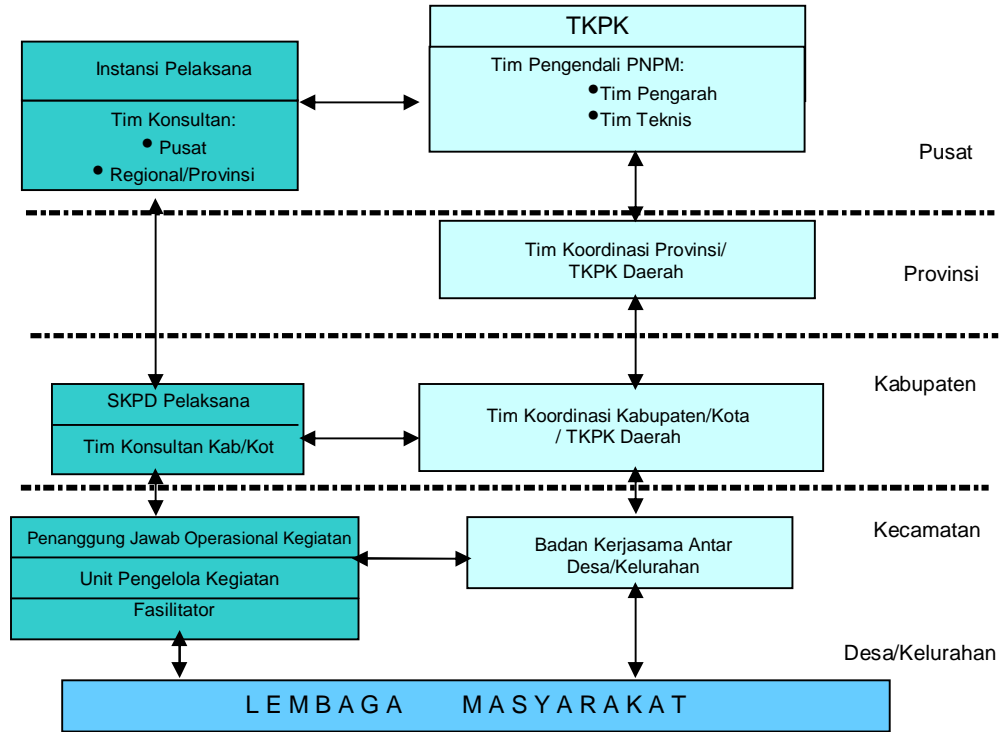 TKPK
Tim Pengendali PNPM:
•Tim Pengarah
•Tim Teknis
Instansi Pelaksana
Tim Konsultan:
• Pusat
• Regional/Provinsi
Pusat
Tim Koordinasi Provinsi/
TKPK Daerah
Provinsi
Kabupaten
SKPD Pelaksana
Tim Konsultan Kab/Kot
Tim Koordinasi Kabupaten/Kota
/ TKPK Daerah
Kecamatan
Penanggung Jawab Operasional Kegiatan
Unit Pengelola Kegiatan
Fasilitator
Badan Kerjasama Antar
Desa/Kelurahan
Desa/Kelurahan
LEMBAGA MASYARAKAT